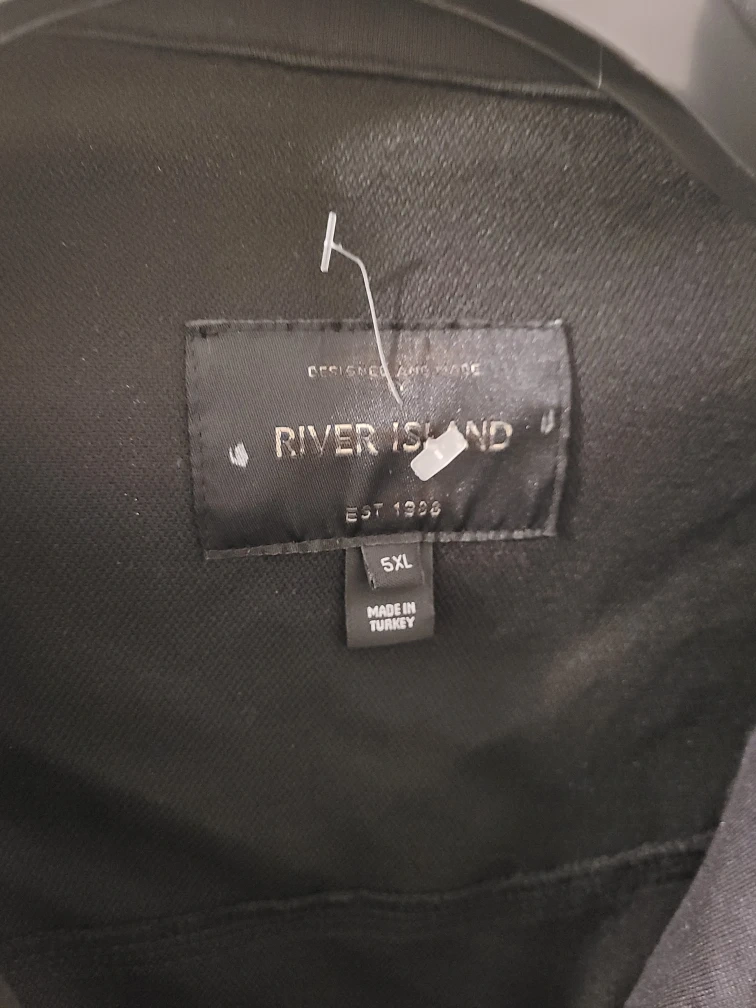 DESIGNED AND MADE
RIVER ISLAND
EST 1988
5XL
MADE IN
TURKEY